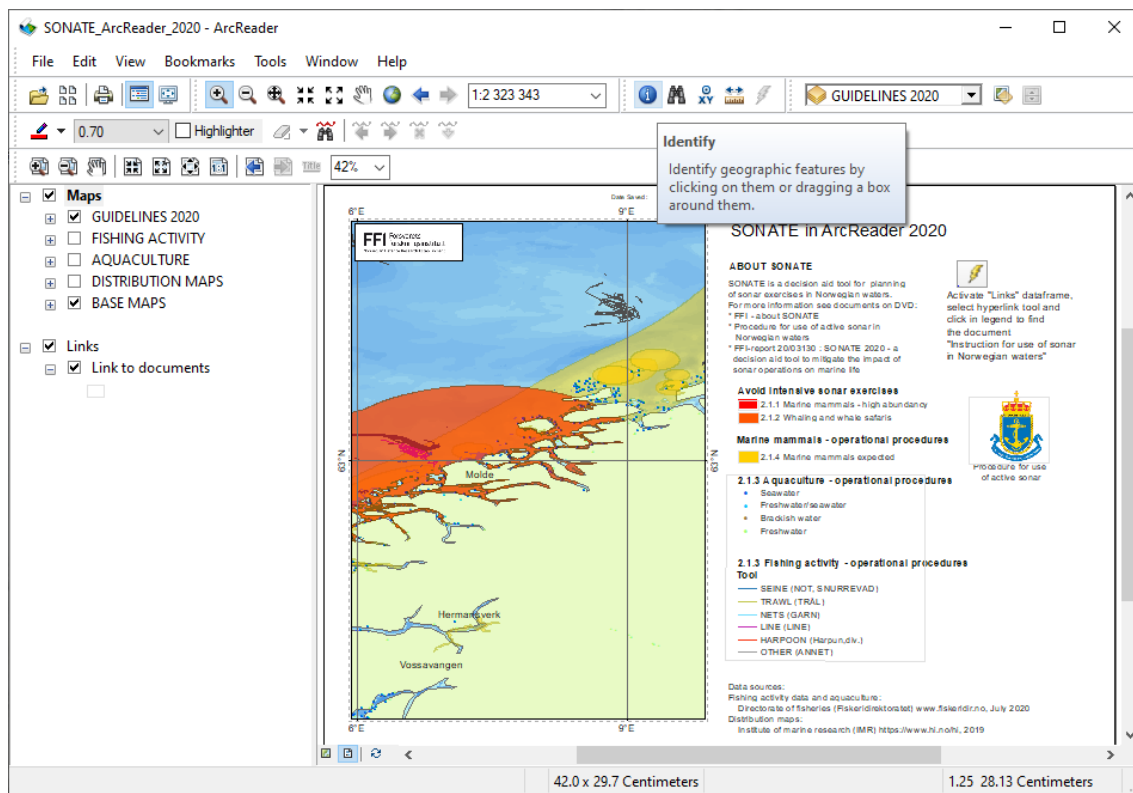 SONATE_ArcReader_2020 - ArcReader
File Edit View Bookmarks Tools Window Help
1:2 323 343
XY
GUIDELINES 2020
0.70
Highlighter
1:1
Title
42%
Identify
Identify geographic features by
clicking on them or dragging a box
around them.
Maps
GUIDELINES 2020
FISHING ACTIVITY
AQUACULTURE
DISTRIBUTION MAPS
BASE MAPS
Links
Link to documents
Date Saved:
6°E
9°E
FFI Forsvarets
forskningsinstitutt
63°N
63°N
Molde
Hermansverk
Vossavangen
6°E
9°E
SONATE in ArcReader 2020
ABOUT SONATE
SONATE is a decision aid tool for planning
of sonar exercises in Norwegian waters.
For more information see documents on DVD:
* FFI - about SONATE
* Procedure for use of active sonar in
Norwegian waters
* FFI-report 20/03130 : SONATE 2020 - a
decision aid tool to mitigate the impact of
sonar operations on marine life
Activate "Links" dataframe,
select hyperlink tool and
click in legend to find
the document
"Instruction for use of sonar
in Norwegian waters"
Avoid intensive sonar exercises
2.1.1 Marine mammals - high abundancy
2.1.2 Whaling and whale safaris
Marine mammals - operational procedures
2.1.4 Marine mammals expected
Procedure for use
of active sonar
2.1.3 Aquaculture - operational procedures
Seawater
Freshwater/seawater
Brackish water
Freshwater
2.1.3 Fishing activity - operational procedures
Tool
SEINE (NOT, SNURREVAD)
TRAWL (TRÅL)
NETS (GARN)
LINE (LINE)
HARPOON (Harpun,div.)
OTHER (ANNET)
Data sources:
Fishing activity data and aquaculture:
Directorate of fisheries (Fiskeridirektoratet) www.fiskeridir.no, July 2020
Distribution maps:
Institute of marine research (IMR) https://www.hi.no/hi, 2019
42.0 x 29.7 Centimeters
1.25 28.13 Centimeters